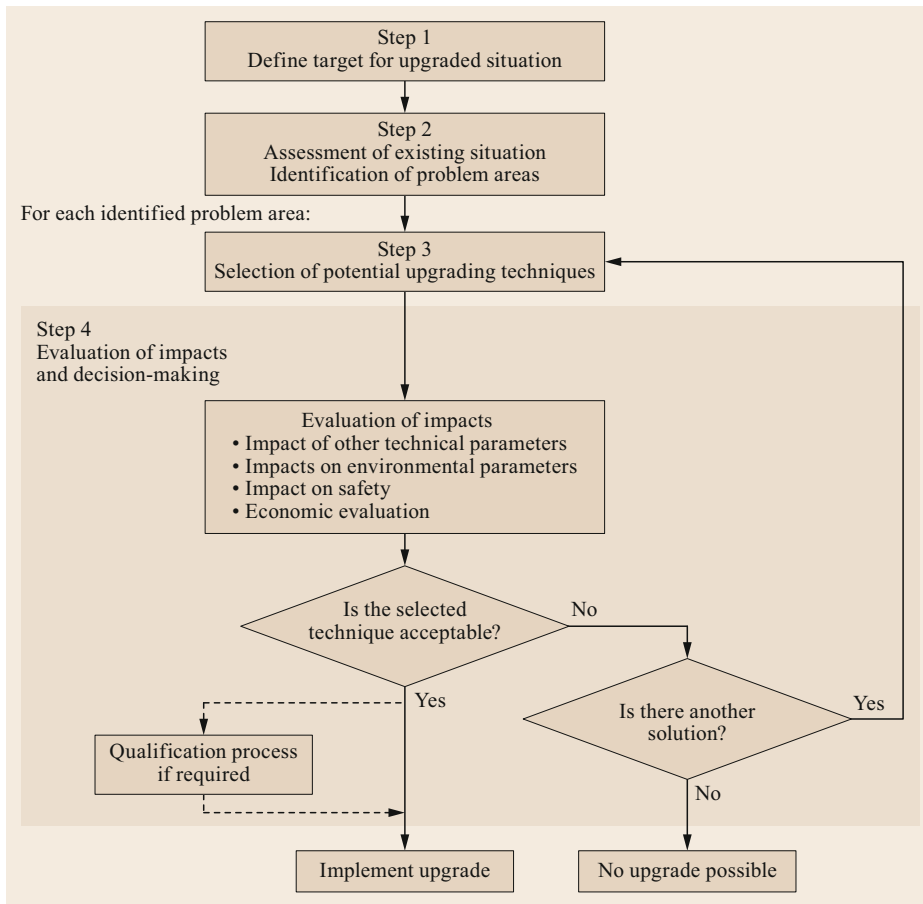 Step 1
Define target for upgraded situation
Step 2
Assessment of existing situation
Identification of problem areas
For each identified problem area:
Step 3
Selection of potential upgrading techniques
Step 4
Evaluation of impacts
and decision-making
Evaluation of impacts
• Impact of other technical parameters
• Impacts on environmental parameters
• Impact on safety
• Economic evaluation
Is the selected
technique acceptable?
No
Yes
Is there another
solution?
Yes
Qualification process
if required
No
Implement upgrade
No upgrade possible